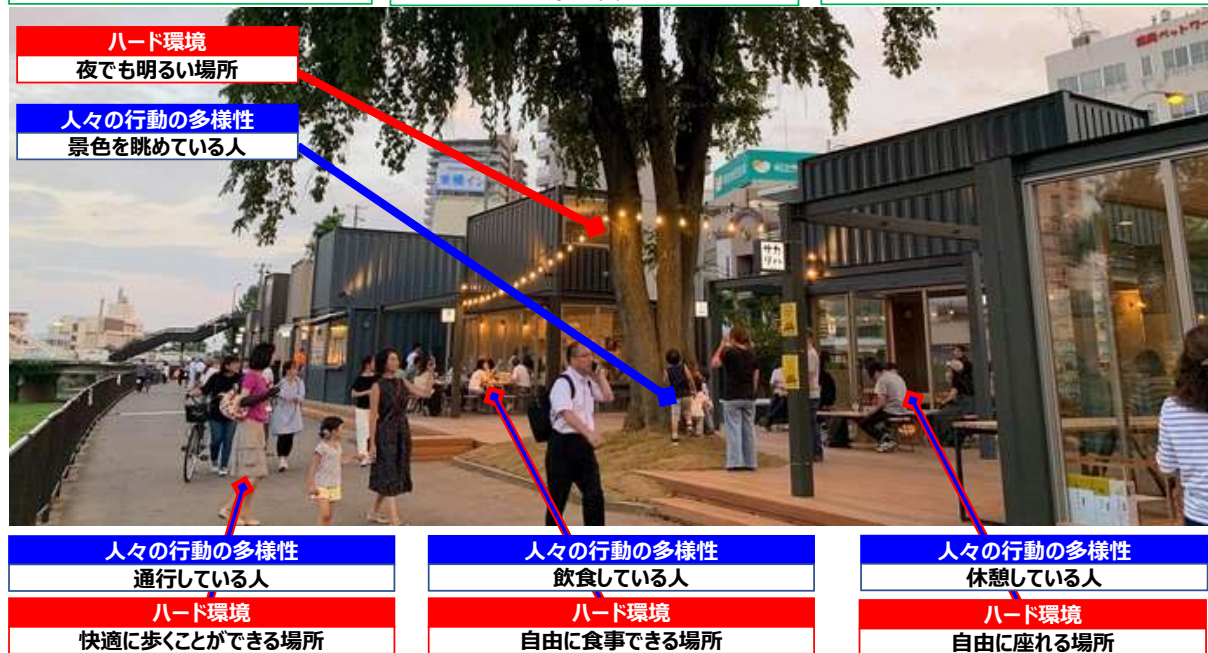 ハード環境
夜でも明るい場所
人々の行動の多様性
景色を眺めている人
サカ
リバ
人々の行動の多様性
通行している人
ハード環境
快適に歩くことができる場所
人々の行動の多様性
飲食している人
ハード環境
自由に食事できる場所
人々の行動の多様性
休憩している人
ハード環境
自由に座れる場所